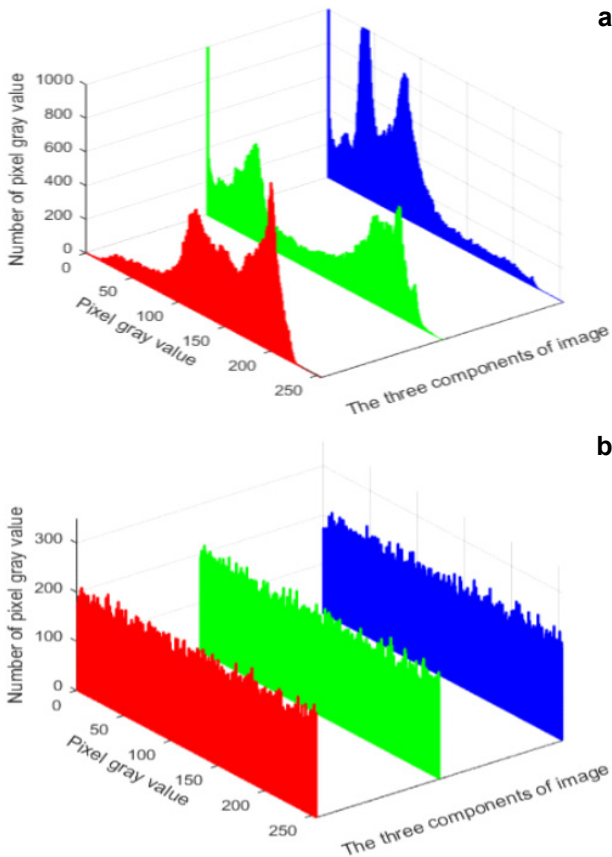 a
Number of pixel gray value
1000
800
600
400
200
0
0
50
100
150
200
250
Pixel gray value
The three components of image
b
Number of pixel gray value
300
200
100
0
0
50
100
150
200
250
Pixel gray value
The three components of image